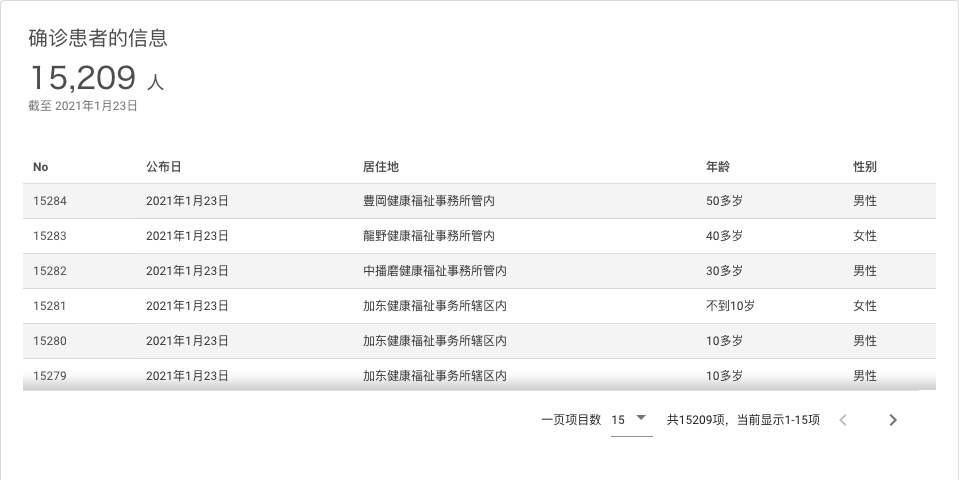 确诊患者的信息
15,209 人
截至 2021年1月23日
No 公布日 居住地 年龄 性别
15284 2021年1月23日 豊岡健康福祉事務所管内 50多岁 男性
15283 2021年1月23日 龍野健康福祉事務所管内 40多岁 女性
15282 2021年1月23日 中播磨健康福祉事務所管内 30多岁 男性
15281 2021年1月23日 加东健康福祉事务所辖区内 不到10岁 女性
15280 2021年1月23日 加东健康福祉事务所辖区内 10多岁 男性
15279 2021年1月23日 加东健康福祉事务所辖区内 10多岁 男性
一页项目数 15 共15209项，当前显示1-15项